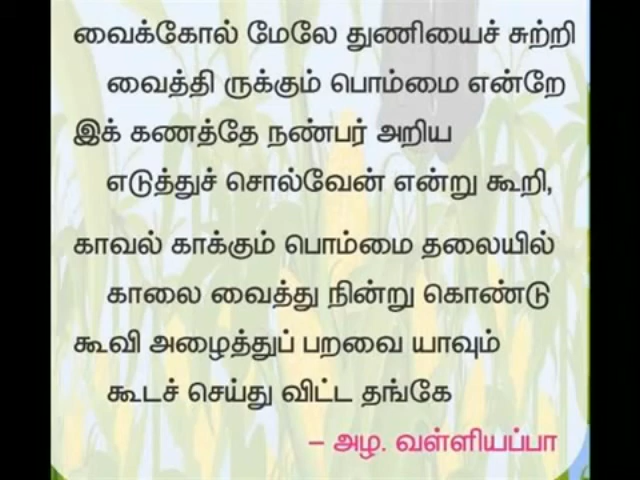 வைக்கோல் மேலே துணியைச் சுற்றி
வைத்தி ருக்கும் பொம்மை என்றே
இக் கணத்தே நண்பர் அறிய
எடுத்துச் சொல்வேன் என்று கூறி,
காவல் காக்கும் பொம்மை தலையில்
காலை வைத்து நின்று கொண்டு
கூவி அழைத்துப் பறவை யாவும்
கூடச் செய்து விட்ட தங்கே
– அழ. வள்ளியப்பா